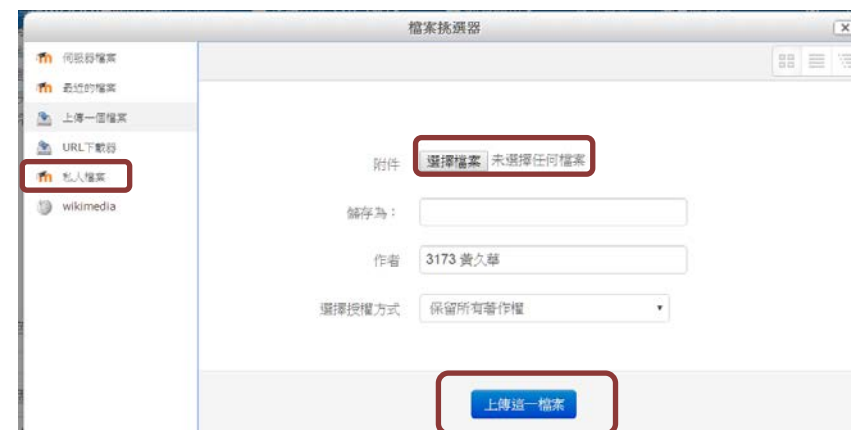 檔案挑選器
伺服器檔案
最近的檔案
上傳一個檔案
URL下載器
私人檔案
wikimedia
附件 選擇檔案 未選擇任何檔案
儲存為：
作者 3173 黃久華
選擇授權方式 保留所有著作權
上傳這一檔案